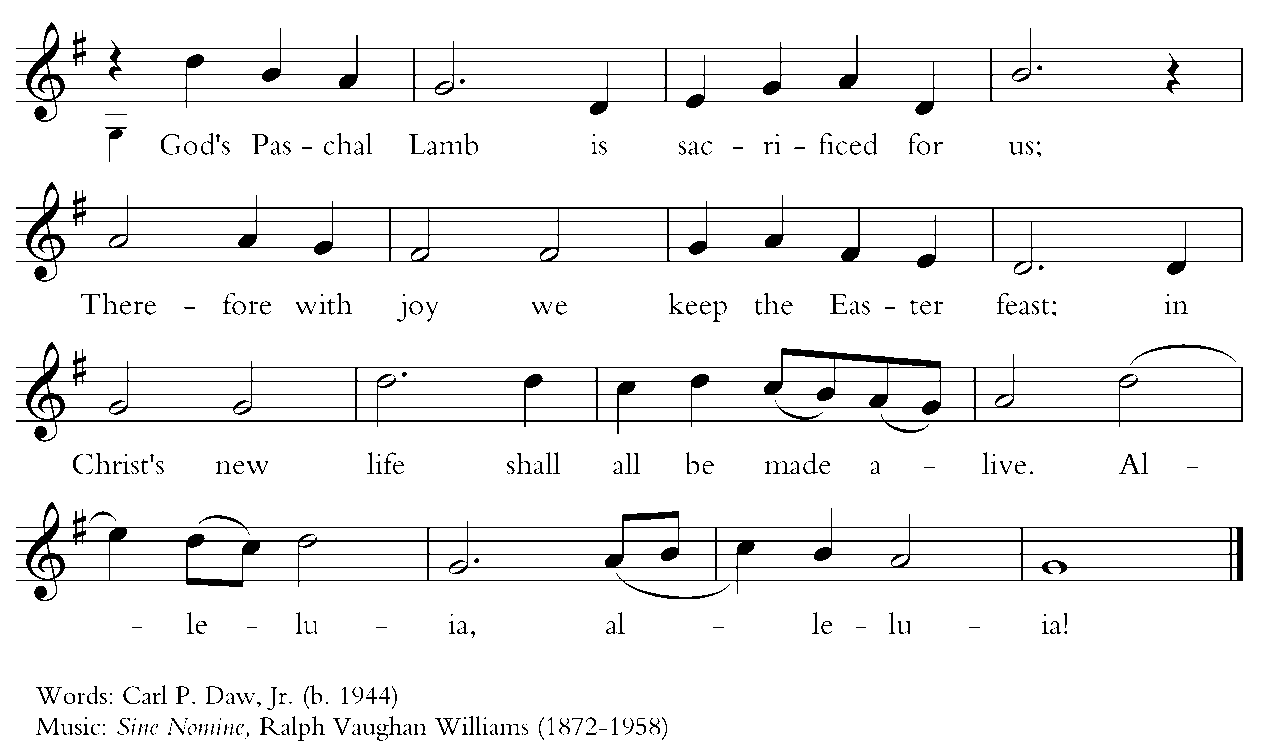 God's Pas – chal Lamb is sac – ri – ficed for us;
There – fore with joy we keep the Eas – ter feast; in
Christ's new life shall all be made a – live. Al –
– le – lu – ia, al – le – lu – ia!
Words: Carl P. Daw, Jr. (b. 1944)
Music: Sine Nomine, Ralph Vaughan Williams (1872-1958)